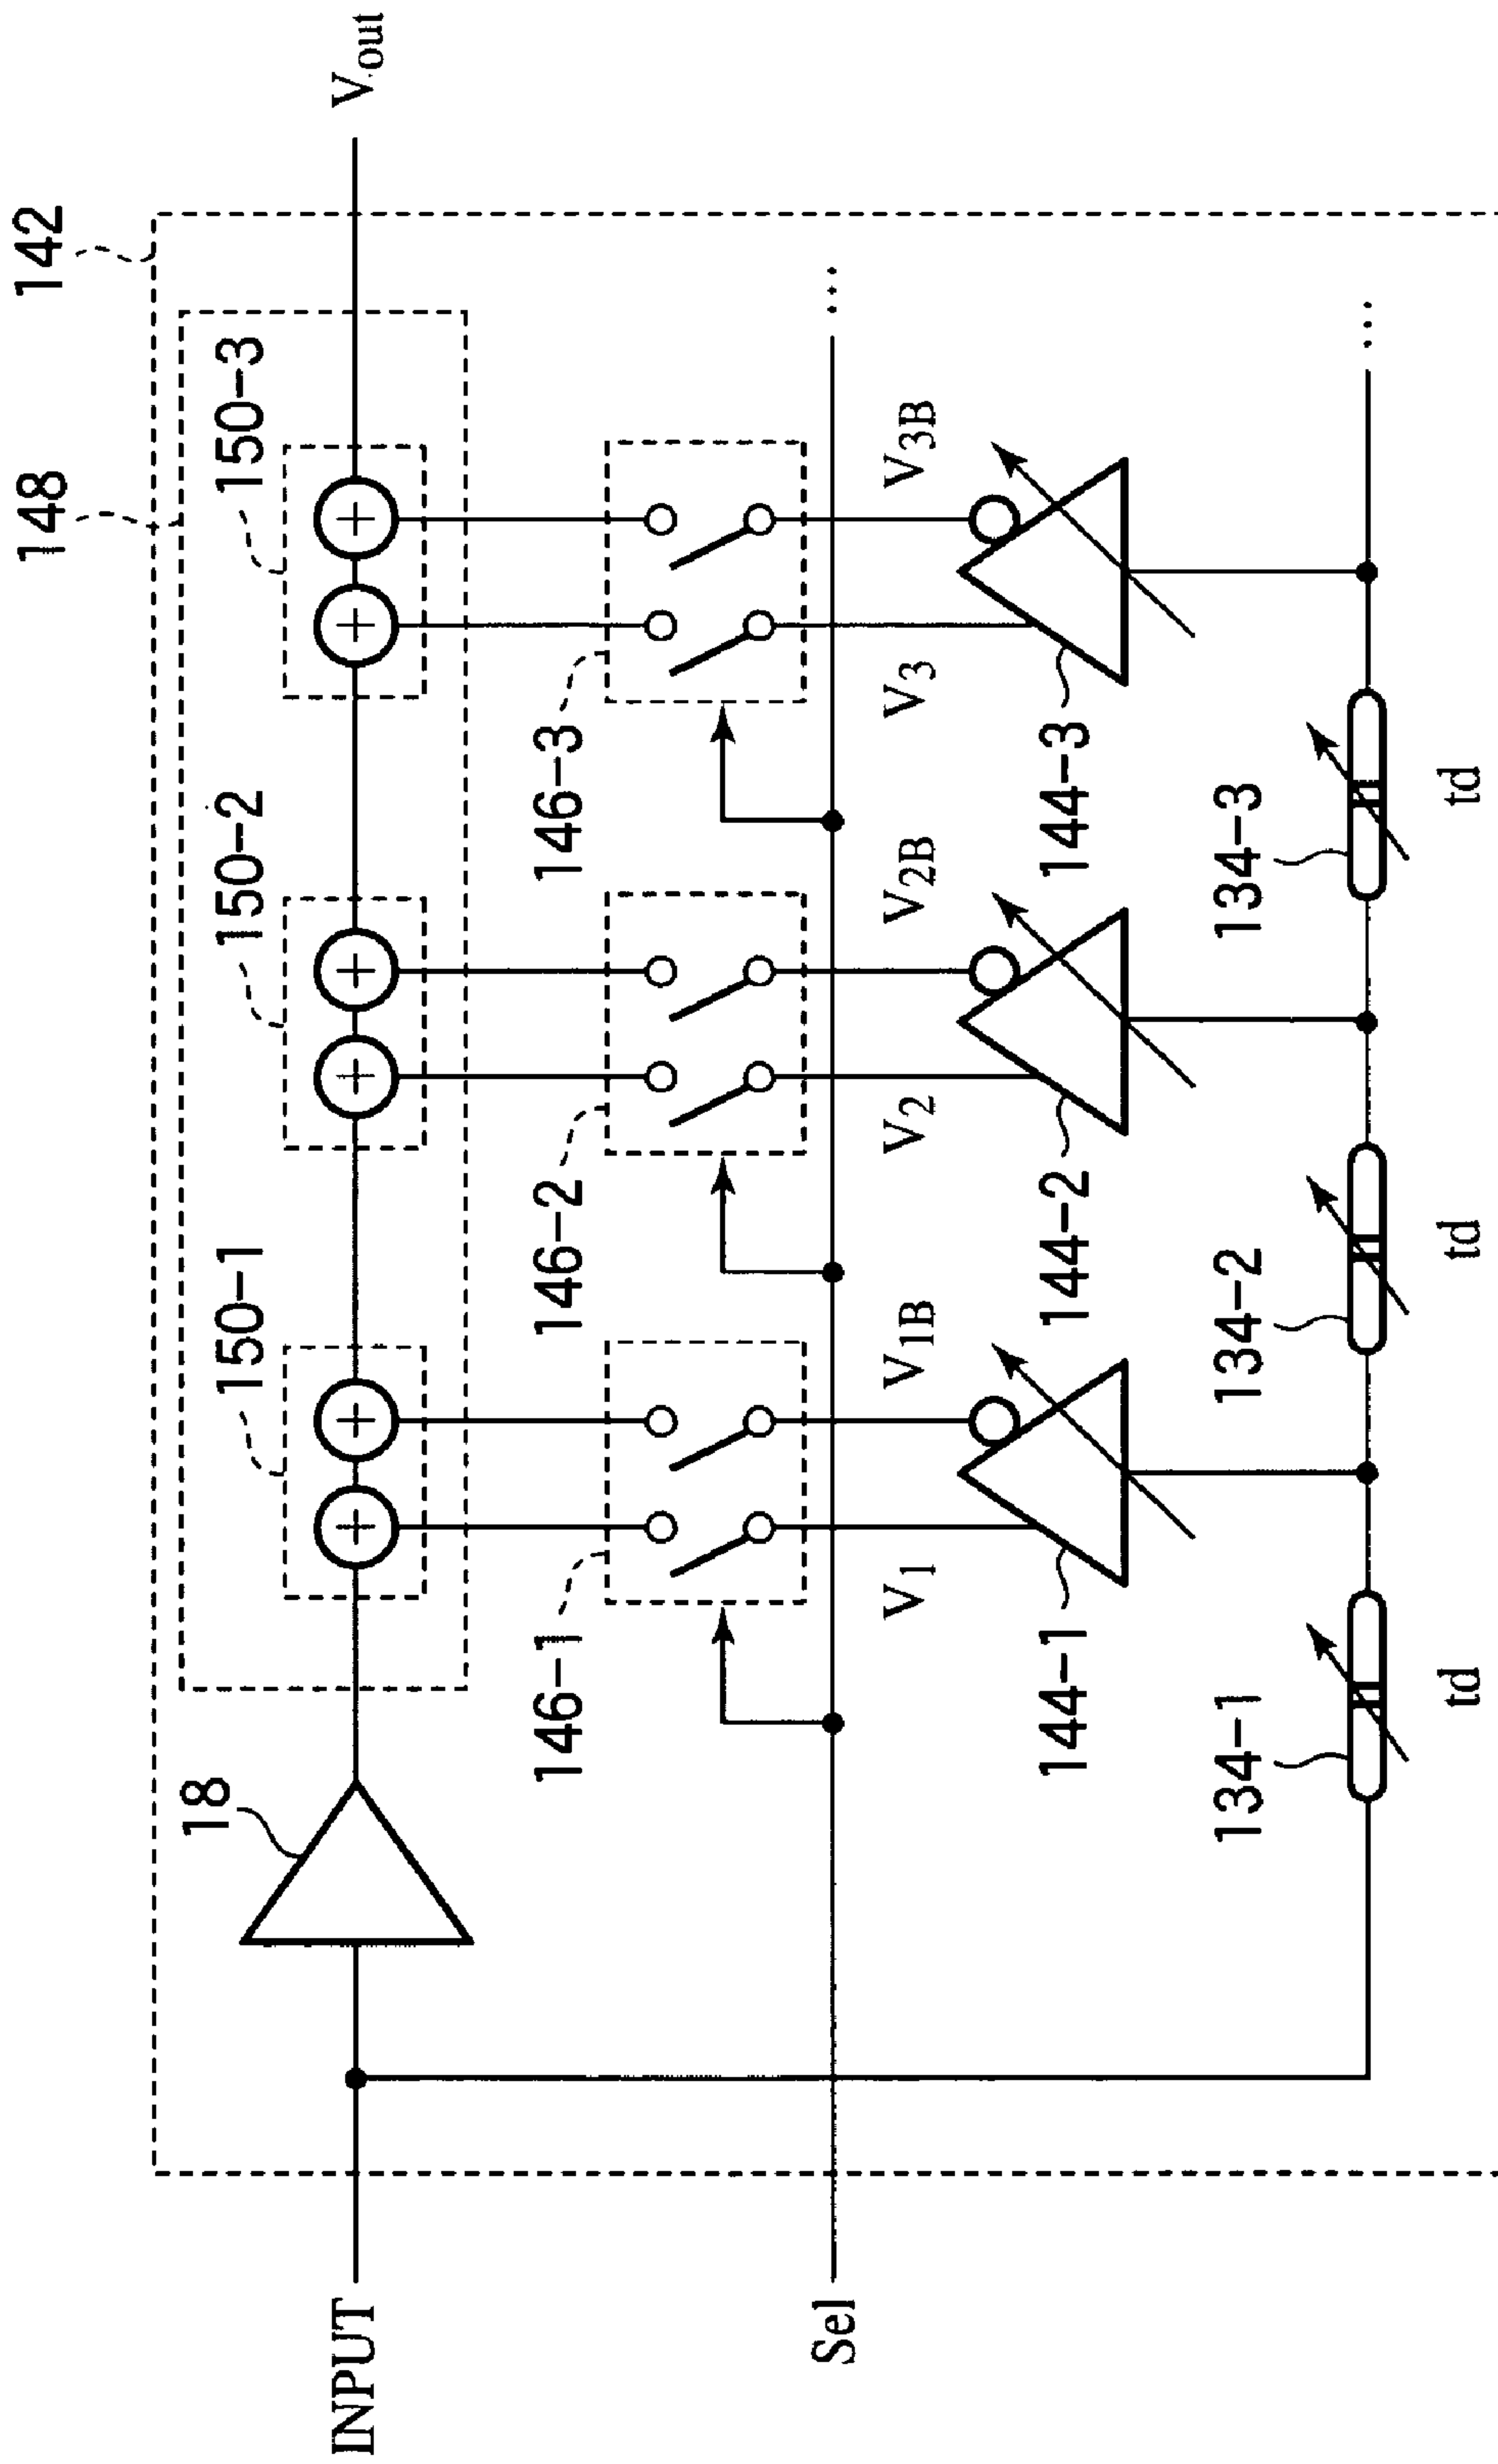 142
148
150-1
150-2
150-3
18
INPUT
Vout
146-1
146-2
146-3
Sel
...
V1
V1B
V2
V2B
V3
V3B
144-1
144-2
144-3
134-1
134-2
134-3
...
td
td
td
+
+
+
+
+
+